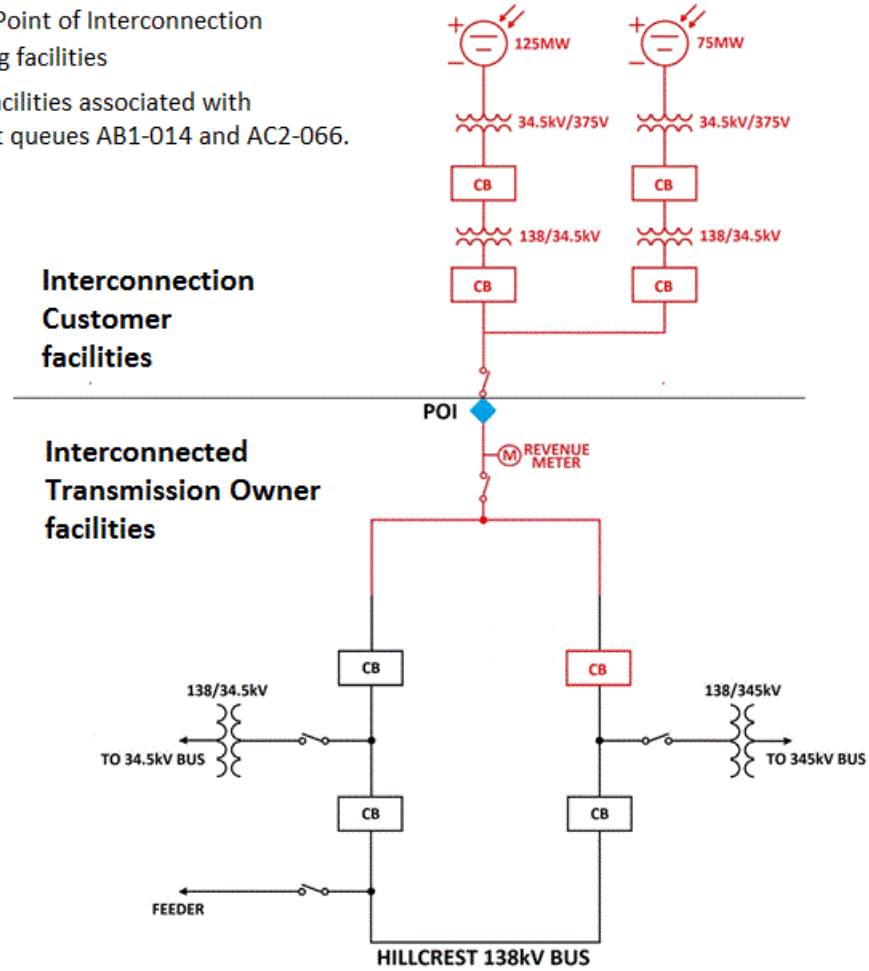 Point of Interconnection
facilities
acilities associated with
queues AB1-014 and AC2-066.
+
125MW
−
+
75MW
−
34.5kV/375V
34.5kV/375V
CB
CB
138/34.5kV
138/34.5kV
CB
CB
Interconnection
Customer
facilities
POI
M REVENUE
METER
Interconnected
Transmission Owner
facilities
CB
CB
138/34.5kV
138/345kV
TO 34.5kV BUS
TO 345kV BUS
CB
CB
FEEDER
HILLCREST 138kV BUS